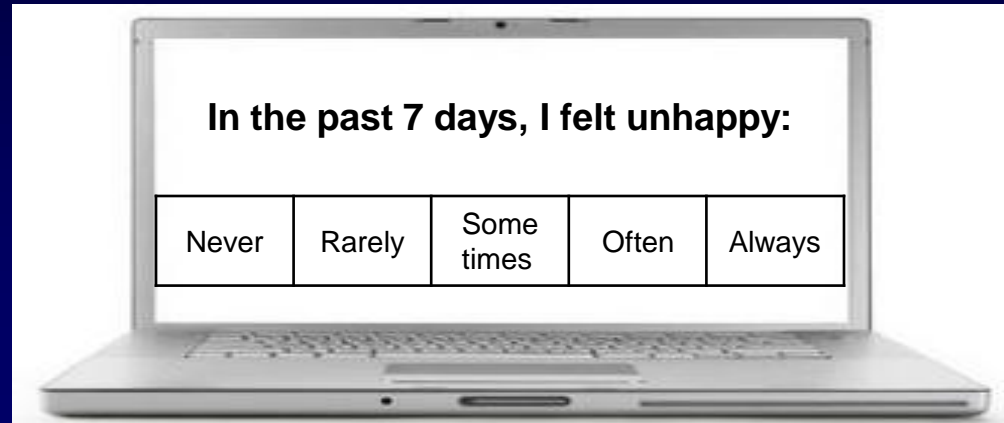 In the past 7 days, I felt unhappy:
Never Rarely Some times Often Always